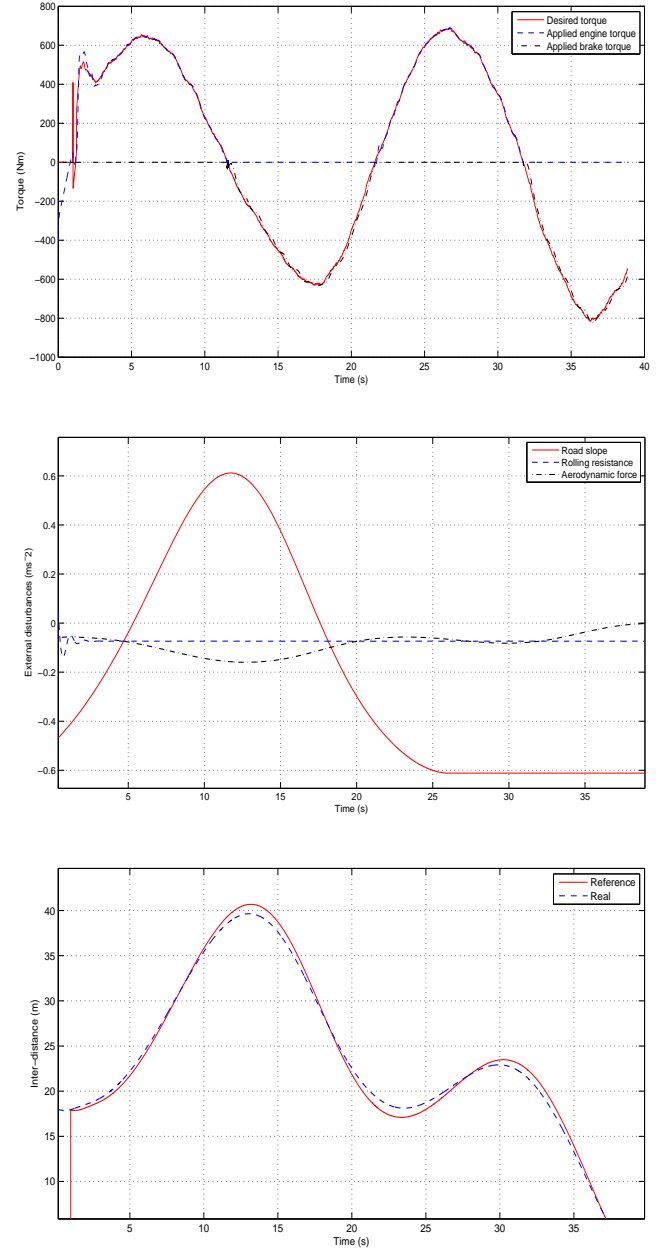 800
600
400
200
0
−200
−400
−600
−800
−1000
Torque (Nm)
Desired torque
Applied engine torque
Applied brake torque
0 5 10 15 20 25 30 35 40
Time (s)
0.6
0.4
0.2
0
−0.2
−0.4
−0.6
External disturbances (ms−2)
Road slope
Rolling resistance
Aerodynamic force
5 10 15 20 25 30 35
Time (s)
40
35
30
25
20
15
10
Inter−distance (m)
Reference
Real
5 10 15 20 25 30 35
Time (s)